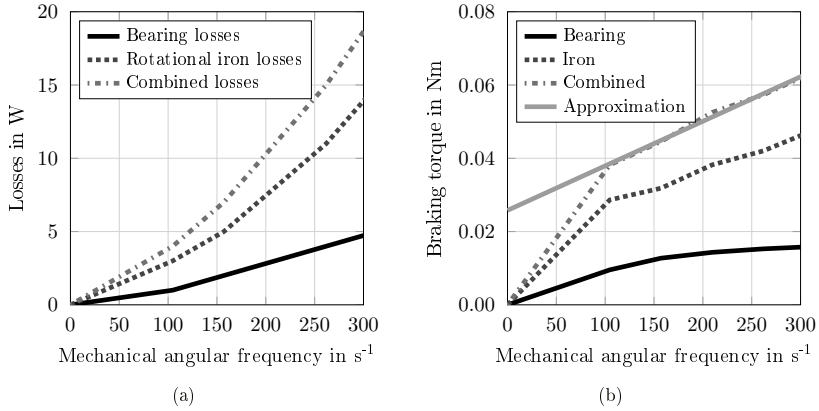 20
15
10
5
0
Losses in W
Bearing losses
Rotational iron losses
Combined losses
0 50 100 150 200 250 300
Mechanical angular frequency in s-1
(a)
0.08
0.06
0.04
0.02
0.00
Braking torque in Nm
Bearing
Iron
Combined
Approximation
0 50 100 150 200 250 300
Mechanical angular frequency in s-1
(b)